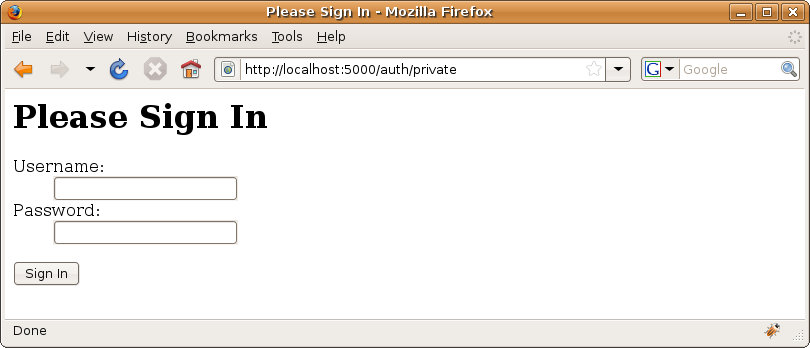 Please Sign In - Mozilla Firefox
File Edit View History Bookmarks Tools Help
http://localhost:5000/auth/private G Google
Please Sign In
Username:
Password:
Sign In
Done